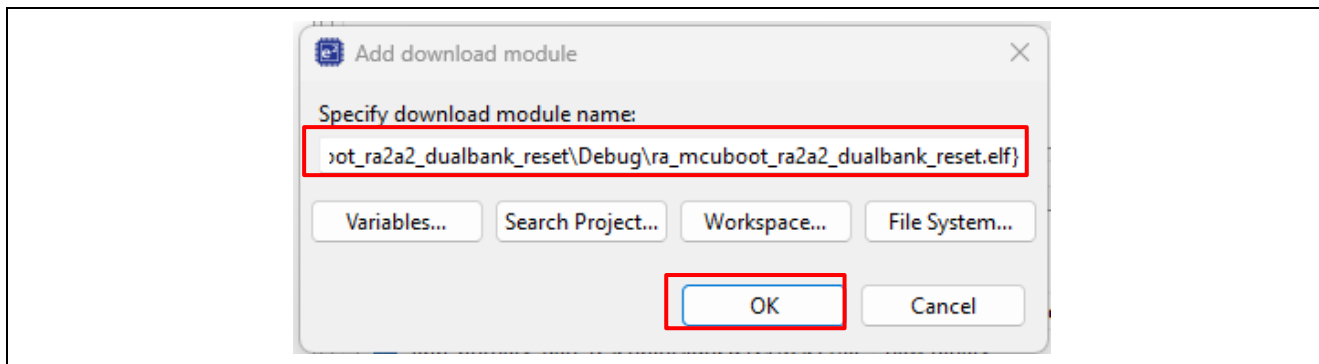 Add download module
Specify download module name:
oot_ra2a2_dualbank_reset\Debug\ra_mcuboot_ra2a2_dualbank_reset.elf}
Variables... Search Project... Workspace... File System...
OK Cancel